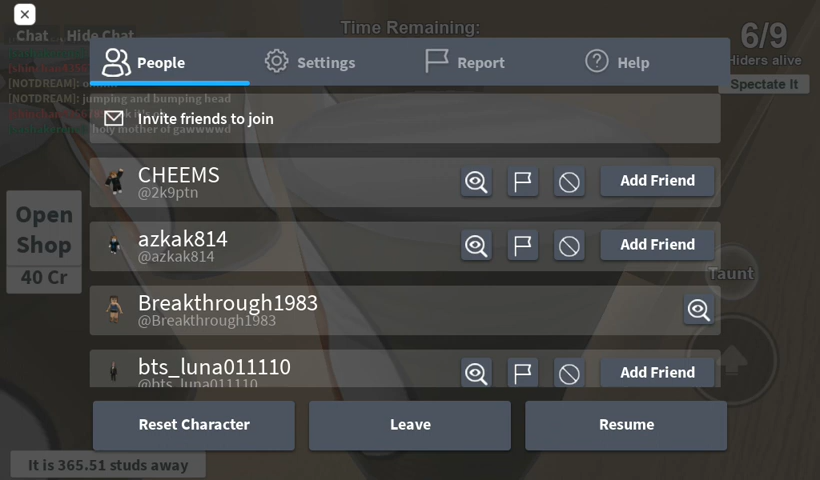 Time Remaining:
Chat
Hide Chat
6/9
Hiders alive
Spectate It
People
Settings
Report
Help
[NOTDREAM]:
[NOTDREAM]: jumping and bumping head
holy mother of gawwwwd
Invite friends to join
CHEEMS
@2k9ptn
Add Friend
azkak814
@azkak814
Add Friend
Breakthrough1983
@Breakthrough1983
bts_luna011110
@bts_luna011110
Add Friend
Open
Shop
40 Cr
Taunt
Reset Character
Leave
Resume
It is 365.51 studs away